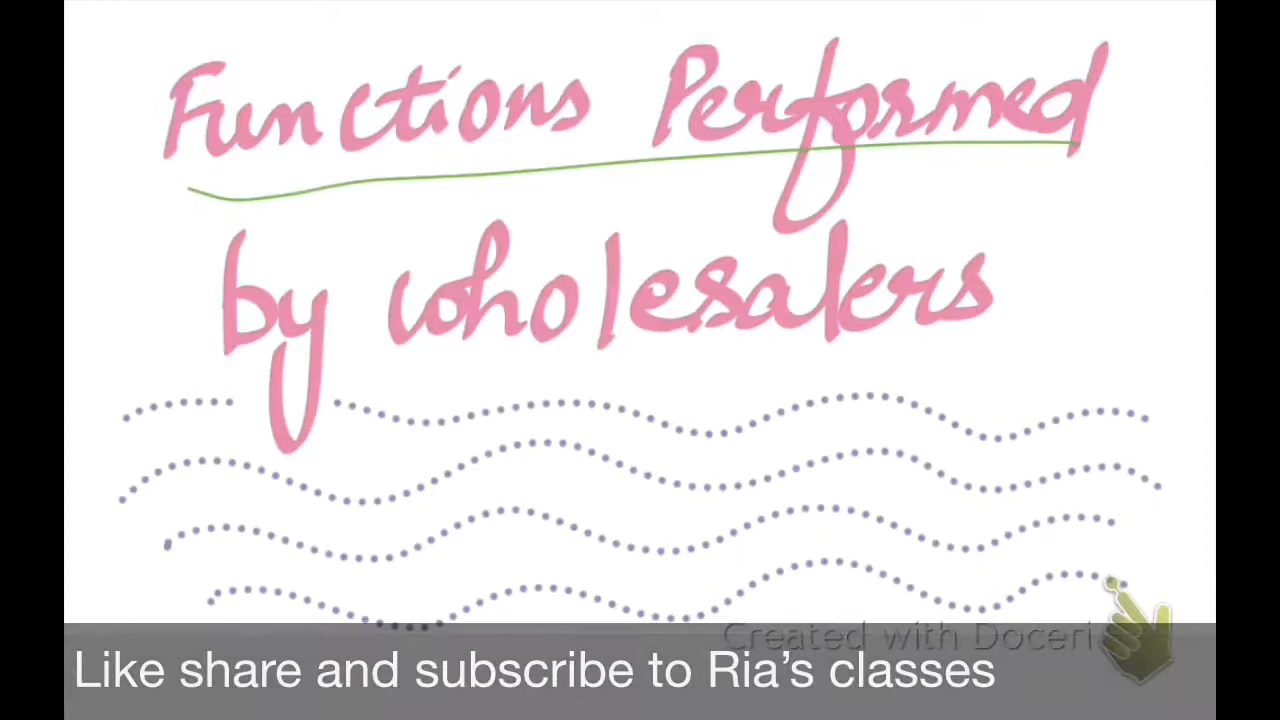 Functions Performed
by wholesalers
Created with Doceri
Like share and subscribe to Ria’s classes